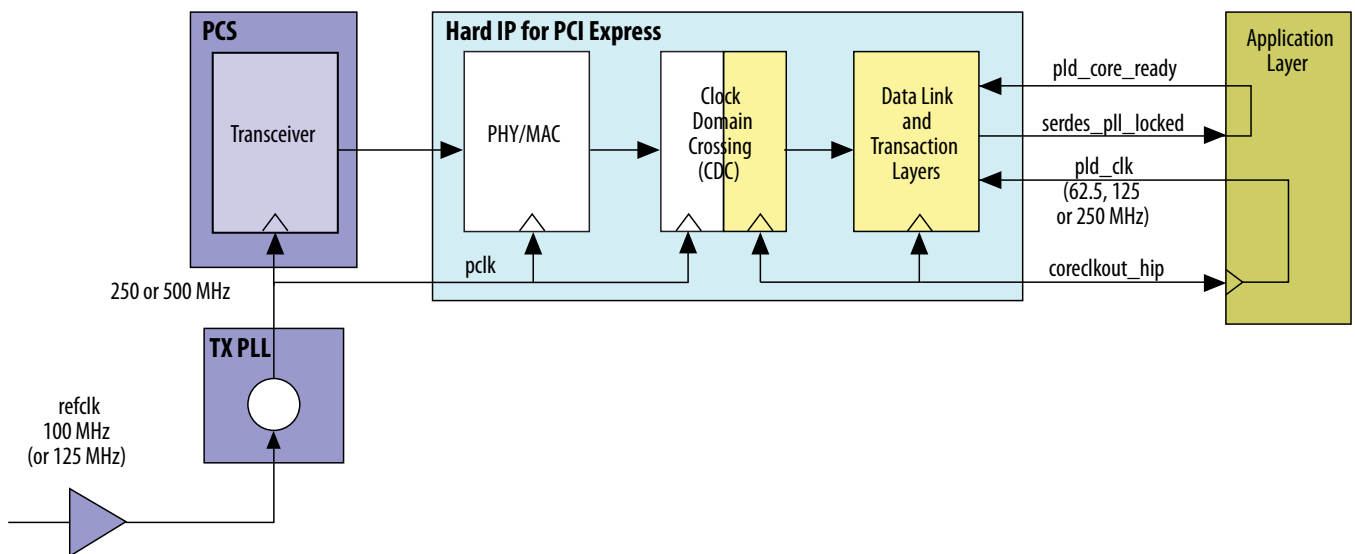 PCS
Transceiver
250 or 500 MHz
TX PLL
refclk
100 MHz
(or 125 MHz)
Hard IP for PCI Express
PHY/MAC
Clock
Domain
Crossing
(CDC)
Data Link
and
Transaction
Layers
pclk
pld_core_ready
serdes_pll_locked
pld_clk
(62.5, 125
or 250 MHz)
coreclkout_hip
Application
Layer